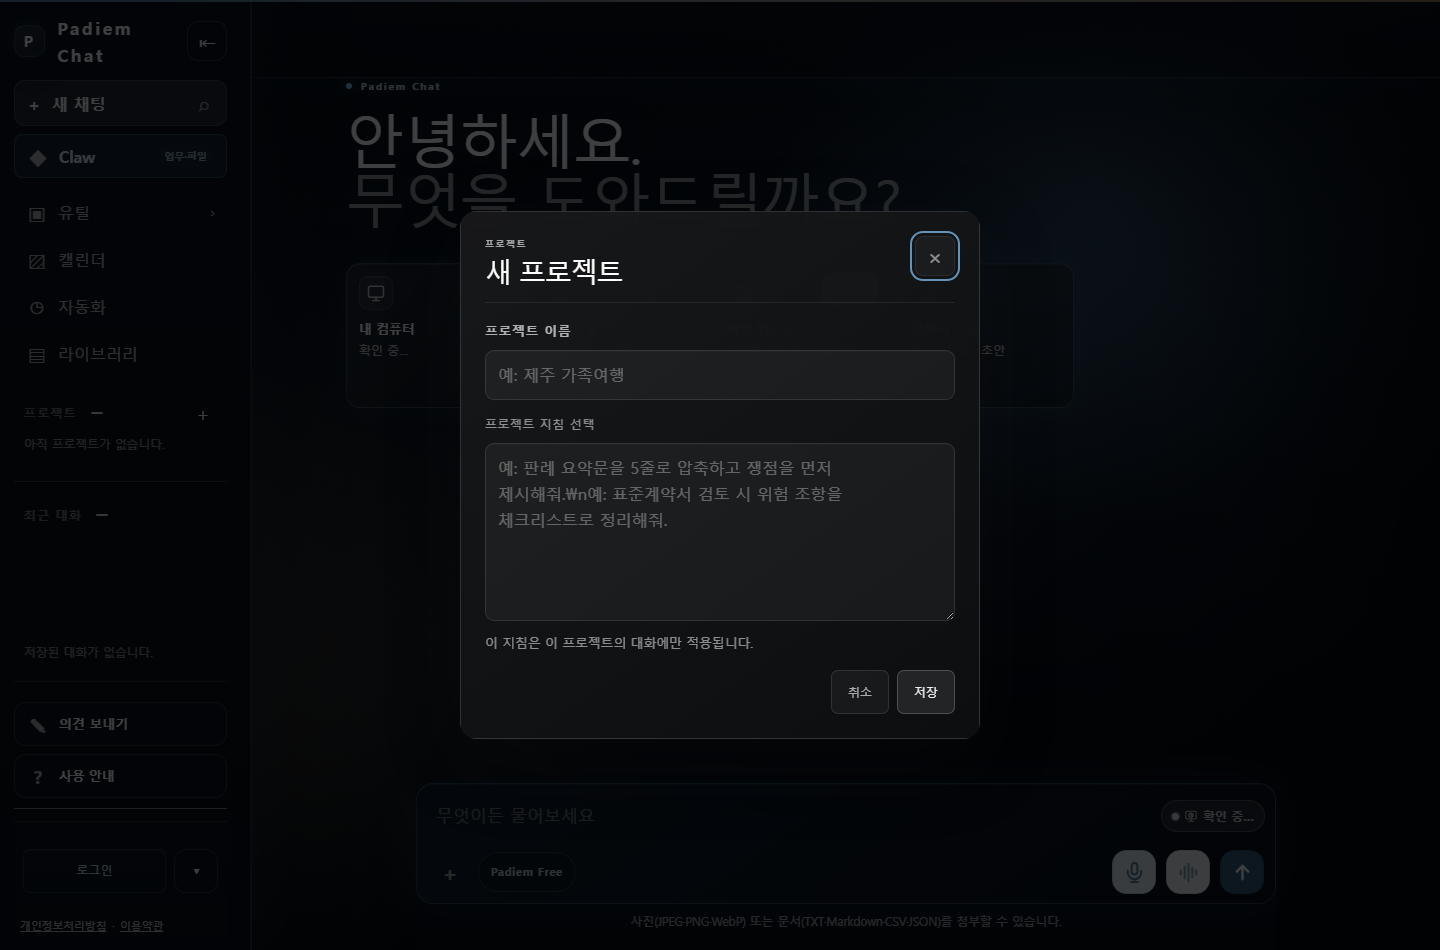 P
Padiem
Chat
+ 새 채팅
Claw
업무·파일
유틸
캘린더
자동화
라이브러리
프로젝트
+
아직 프로젝트가 없습니다.
최근 대화
저장된 대화가 없습니다.
의견 보내기
? 사용 안내
로그인
개인정보처리방침 · 이용약관
Padiem Chat
안녕하세요.
무엇을 도와드릴까요?
내 컴퓨터
확인 중...
초안
프로젝트
새 프로젝트
×
프로젝트 이름
예: 제주 가족여행
프로젝트 지침 선택
예: 판례 요약문을 5줄로 압축하고 쟁점을 먼저
제시해줘.₩n예: 표준계약서 검토 시 위험 조항을
체크리스트로 정리해줘.
이 지침은 이 프로젝트의 대화에만 적용됩니다.
취소
저장
무엇이든 물어보세요
확인 중...
+
Padiem Free
사진(JPEG·PNG·WebP) 또는 문서(TXT·Markdown·CSV·JSON)를 첨부할 수 있습니다.